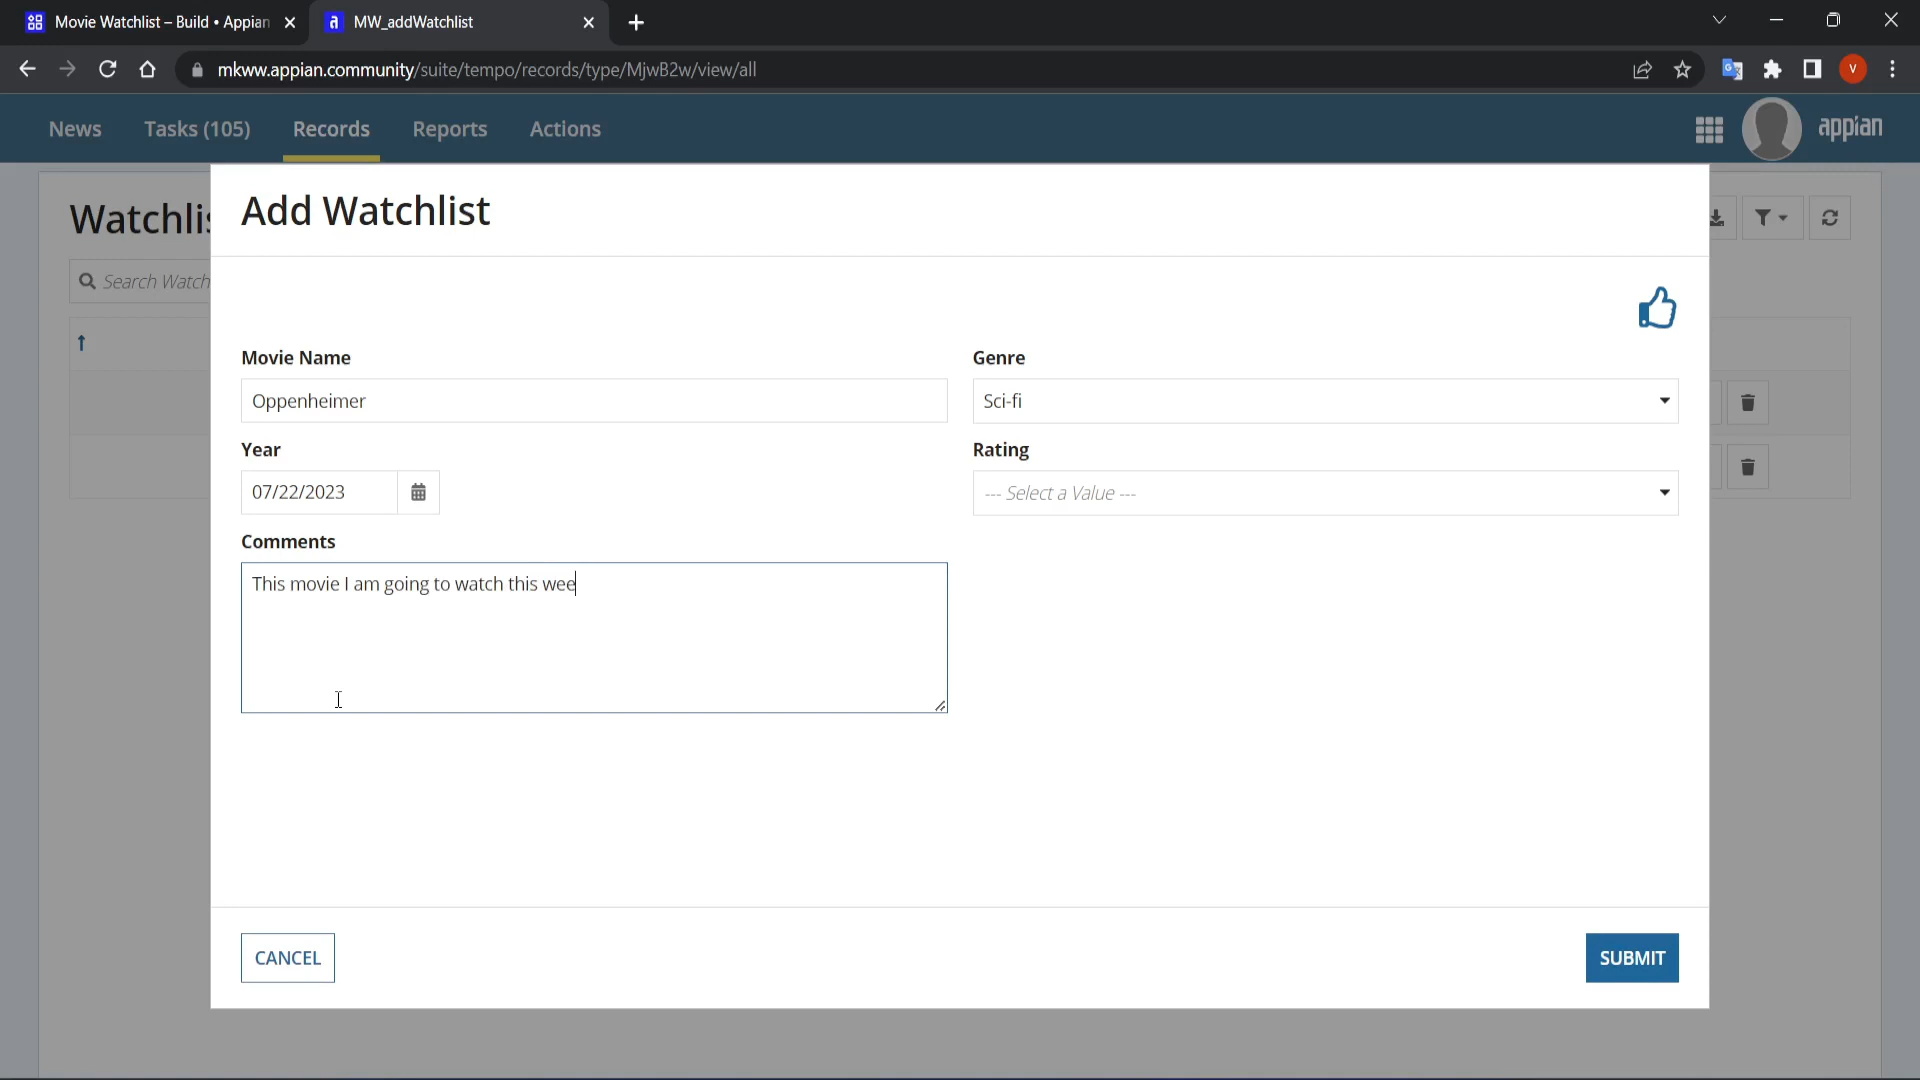 Movie Watchlist – Build • Appian
MW_addWatchlist
mkww.appian.community/suite/tempo/records/type/MjwB2w/view/all
V
News
Tasks (105)
Records
Reports
Actions
appian
Watchlis
Add Watchlist
Search Watch
Movie Name
Genre
Oppenheimer
Sci-fi
Year
Rating
07/22/2023
--- Select a Value ---
Comments
This movie I am going to watch this wee
CANCEL
SUBMIT